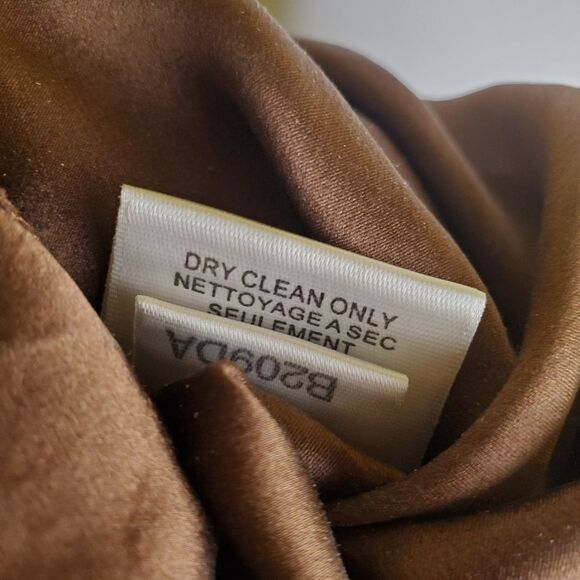 DRY CLEAN ONLY
NETTOYAGE A SEC
SEULEMENT
B209DA